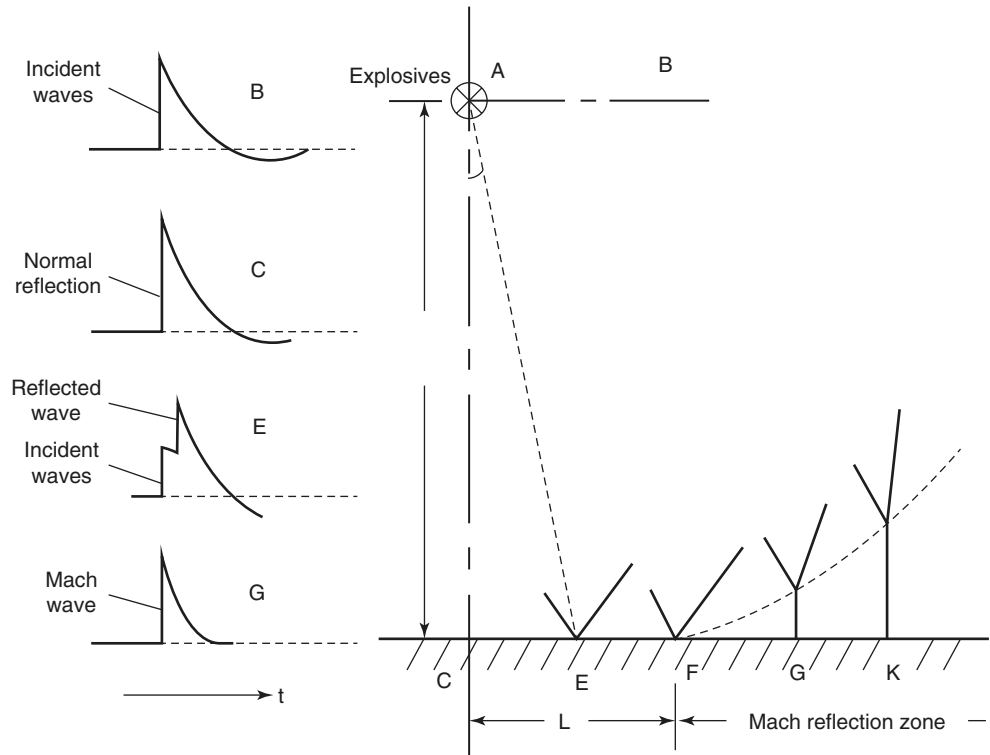 Incident
waves
B
Normal
reflection
C
Reflected
wave
E
Incident
waves
Mach
wave
G
t
Explosives
A
B
C
E
F
G
K
L
Mach reflection zone